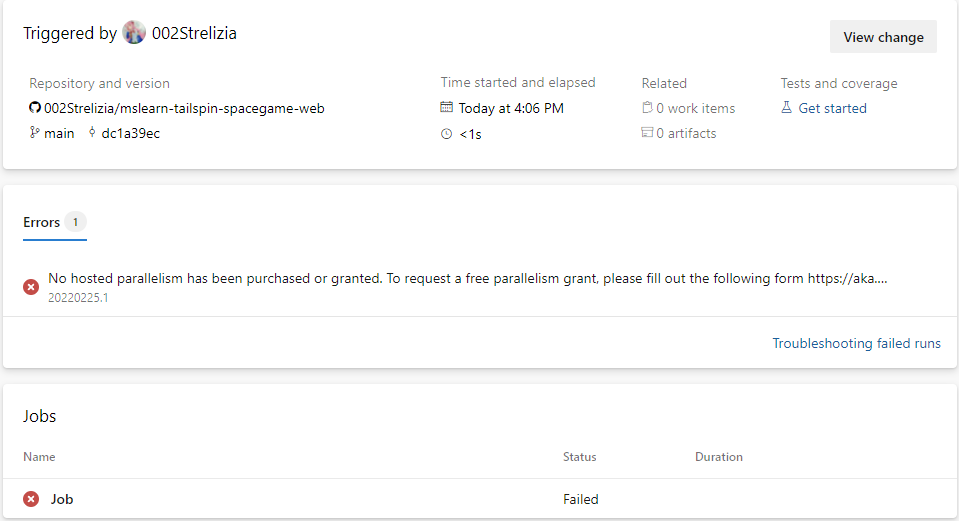 Triggered by 002Strelizia
View change
Repository and version
Time started and elapsed
Related
Tests and coverage
002Strelizia/mslearn-tailspin-spacegame-web
Today at 4:06 PM
0 work items
Get started
main dc1a39ec
<1s
0 artifacts
Errors 1
No hosted parallelism has been purchased or granted. To request a free parallelism grant, please fill out the following form https://aka....
20220225.1
Troubleshooting failed runs
Jobs
Name Status Duration
Job Failed